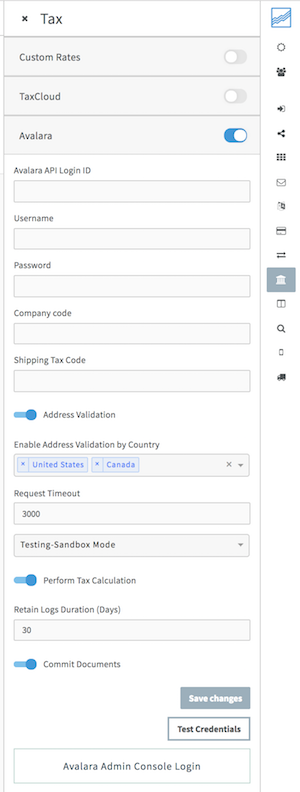 × Tax
Custom Rates
TaxCloud
Avalara
Avalara API Login ID
Username
Password
Company code
Shipping Tax Code
Address Validation
Enable Address Validation by Country
× United States × Canada ×
Request Timeout
3000
Testing-Sandbox Mode
Perform Tax Calculation
Retain Logs Duration (Days)
30
Commit Documents
Save changes
Test Credentials
Avalara Admin Console Login